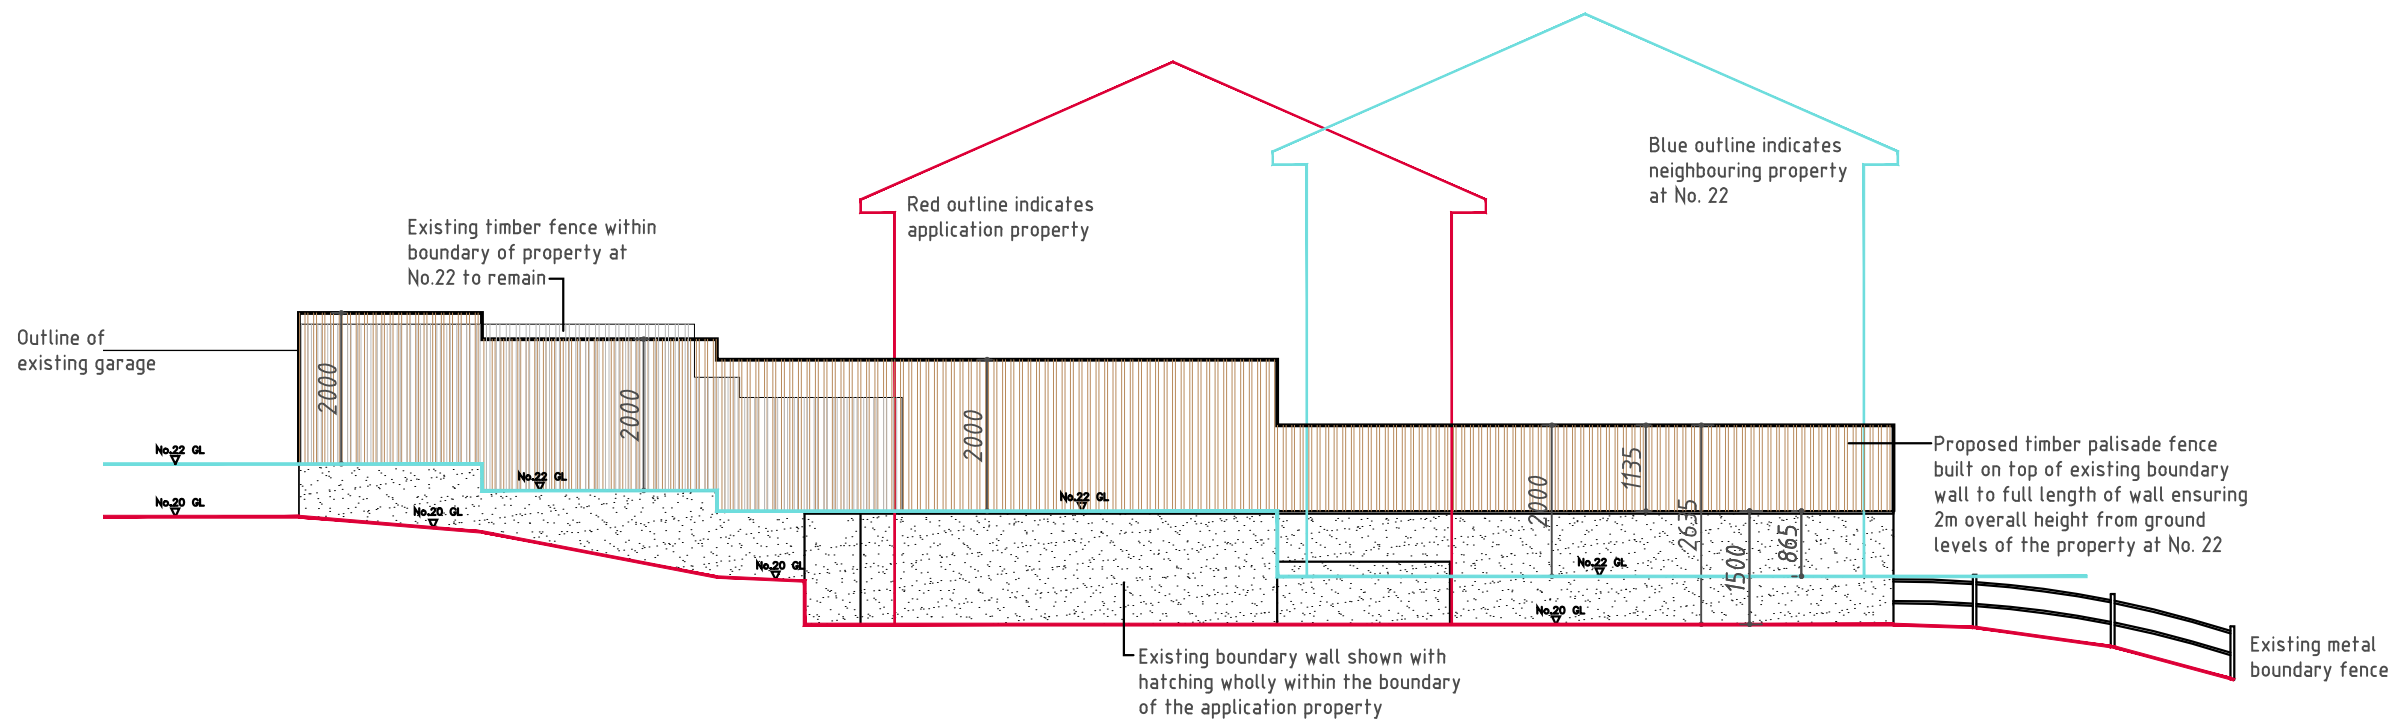 Blue outline indicates
neighbouring property
at No. 22
Red outline indicates
application property
Existing timber fence within
boundary of property at
No.22 to remain
Outline of
existing garage
2000
2000
2000
No.22 GL
No.20 GL
No.22 GL
No.20 GL
No.22 GL
No.20 GL
2000
1135
2635
1500
865
No.22 GL
No.20 GL
Proposed timber palisade fence
built on top of existing boundary
wall to full length of wall ensuring
2m overall height from ground
levels of the property at No. 22
Existing boundary wall shown with
hatching wholly within the boundary
of the application property
Existing metal
boundary fence